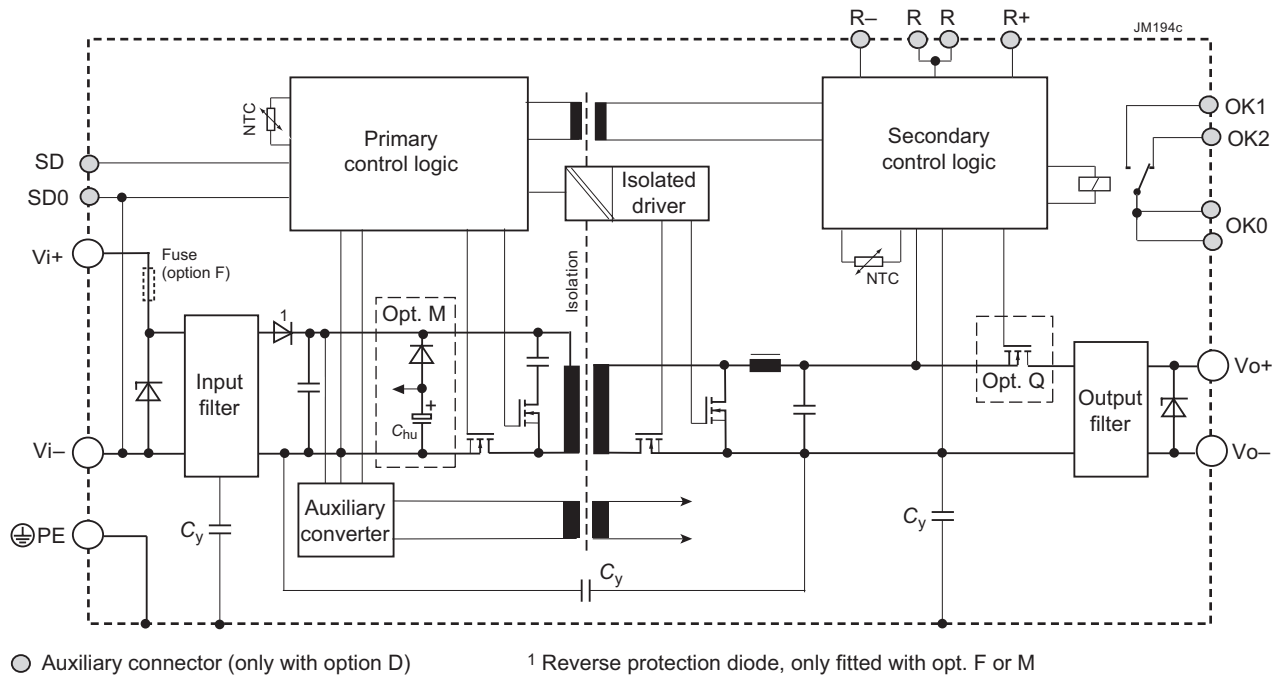 R–
R
R
R+
JM194c
NTC
Primary
control logic
Secondary
control logic
OK1
OK2
OK0
SD
SD0
Isolated
driver
Vi+
Fuse
(option F)
NTC
Isolation
1
Opt. M
Input
filter
+
Chu
Opt. Q
Output
filter
Vo+
Vi–
Vo–
Auxiliary
converter
PE
Cy
Cy
Cy
Auxiliary connector (only with option D)
1 Reverse protection diode, only fitted with opt. F or M